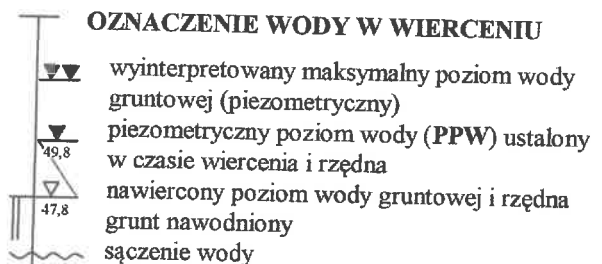 OZNACZENIE WODY W WIERCENIU
wyinterpretowany maksymalny poziom wody
gruntowej (piezometryczny)
piezometryczny poziom wody (PPW) ustalony
49,8
w czasie wiercenia i rzędna
nawiercony poziom wody gruntowej i rzędna
47,8
grunt nawodniony
sączenie wody